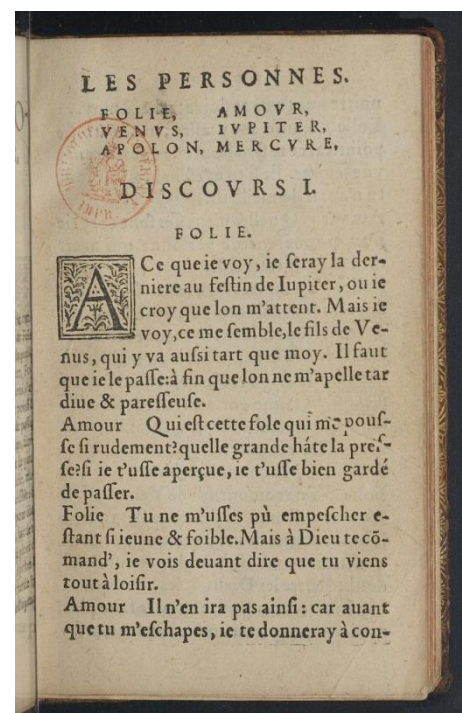 LES PERSONNES.
FOLIE, AMOVR,
VENVS, IVPITER,
APOLON, MERCVRE,
DISCOVRS I.
FOLIE.
A Ce que ie voy, ie ſeray la der-
niere au feſtin de Iupiter, ou ie
croy que lon m'attent. Mais ie
voy, ce me ſemble, le fils de Ve-
nus, qui y va auſsi tart que moy. Il faut
que ie le paſſe: à fin que lon ne m'apelle tar
diue & pareſſeuſe.
Amour Qui eſt cette fole qui me pouſ-
ſe ſi rudement? quelle grande háte la preſ-
ſe? ſi ie t'uſſe aperçue, ie t'uſſe bien gardé
de paſſer.
Folie Tu ne m'uſſes pù empeſcher e-
ſtant ſi ieune & foible. Mais à Dieu te cõ-
mand', ie vois deuant dire que tu viens
tout à loiſir.
Amour Il n'en ira pas ainſi: car auant
que tu m'eſchapes, ie te donneray à con-